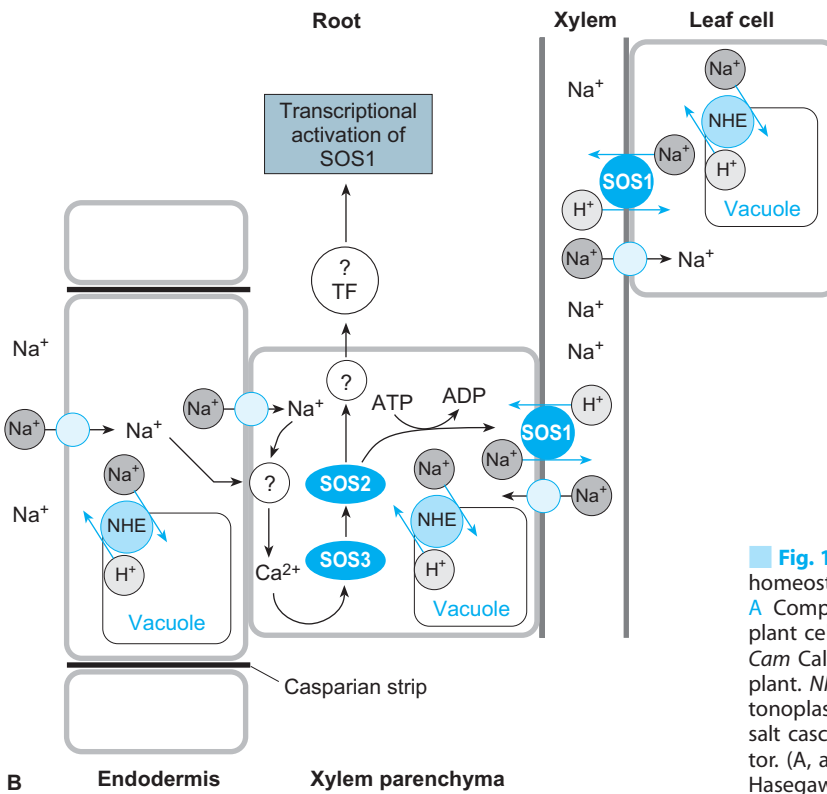 Root
Xylem
Leaf cell
Transcriptional
activation of
SOS1
Na⁺
Na⁺
NHE
H⁺
Vacuole
Na⁺
SOS1
H⁺
Na⁺
Na⁺
Na⁺
Na⁺
?
TF
?
Na⁺
Na⁺
Na⁺
Na⁺
Na⁺
Na⁺
ATP
ADP
H⁺
SOS1
Na⁺
Na⁺
?
SOS2
SOS3
Ca²⁺
Na⁺
NHE
H⁺
Vacuole
Na⁺
NHE
H⁺
Vacuole
Na⁺
Casparian strip
B
Endodermis
Xylem parenchyma
Fig. 1
homeost
A Comp
plant ce
Cam Cal
plant. NH
tonoplas
salt casc
tor. (A, a
Hasegaw